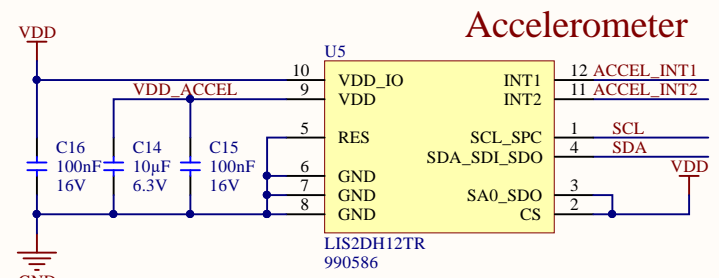 Accelerometer
VDD
U5
10 VDD_IO INT1 12 ACCEL_INT1
VDD_ACCEL 9 VDD INT2 11 ACCEL_INT2
5 RES SCL_SPC 1 SCL
C16 C14 C15 SDA_SDI_SDO 4 SDA
100nF 10µF 100nF 6 GND VDD
16V 6.3V 16V 7 GND SA0_SDO 3
8 GND CS 2
LIS2DH12TR
990586
GND